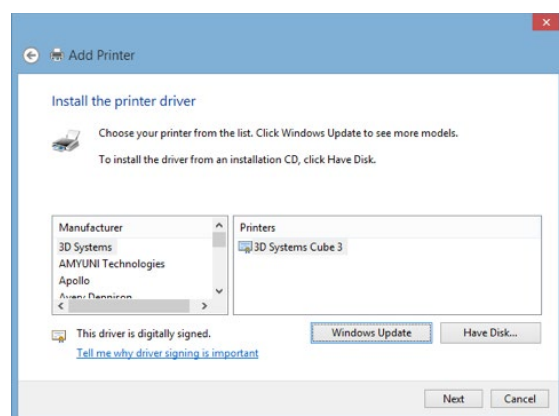 Add Printer
Install the printer driver
Choose your printer from the list. Click Windows Update to see more models.
To install the driver from an installation CD, click Have Disk.
Manufacturer
3D Systems
AMYUNI Technologies
Apollo
Avery Dennison
Printers
3D Systems Cube 3
This driver is digitally signed.
Tell me why driver signing is important
Windows Update
Have Disk...
Next
Cancel